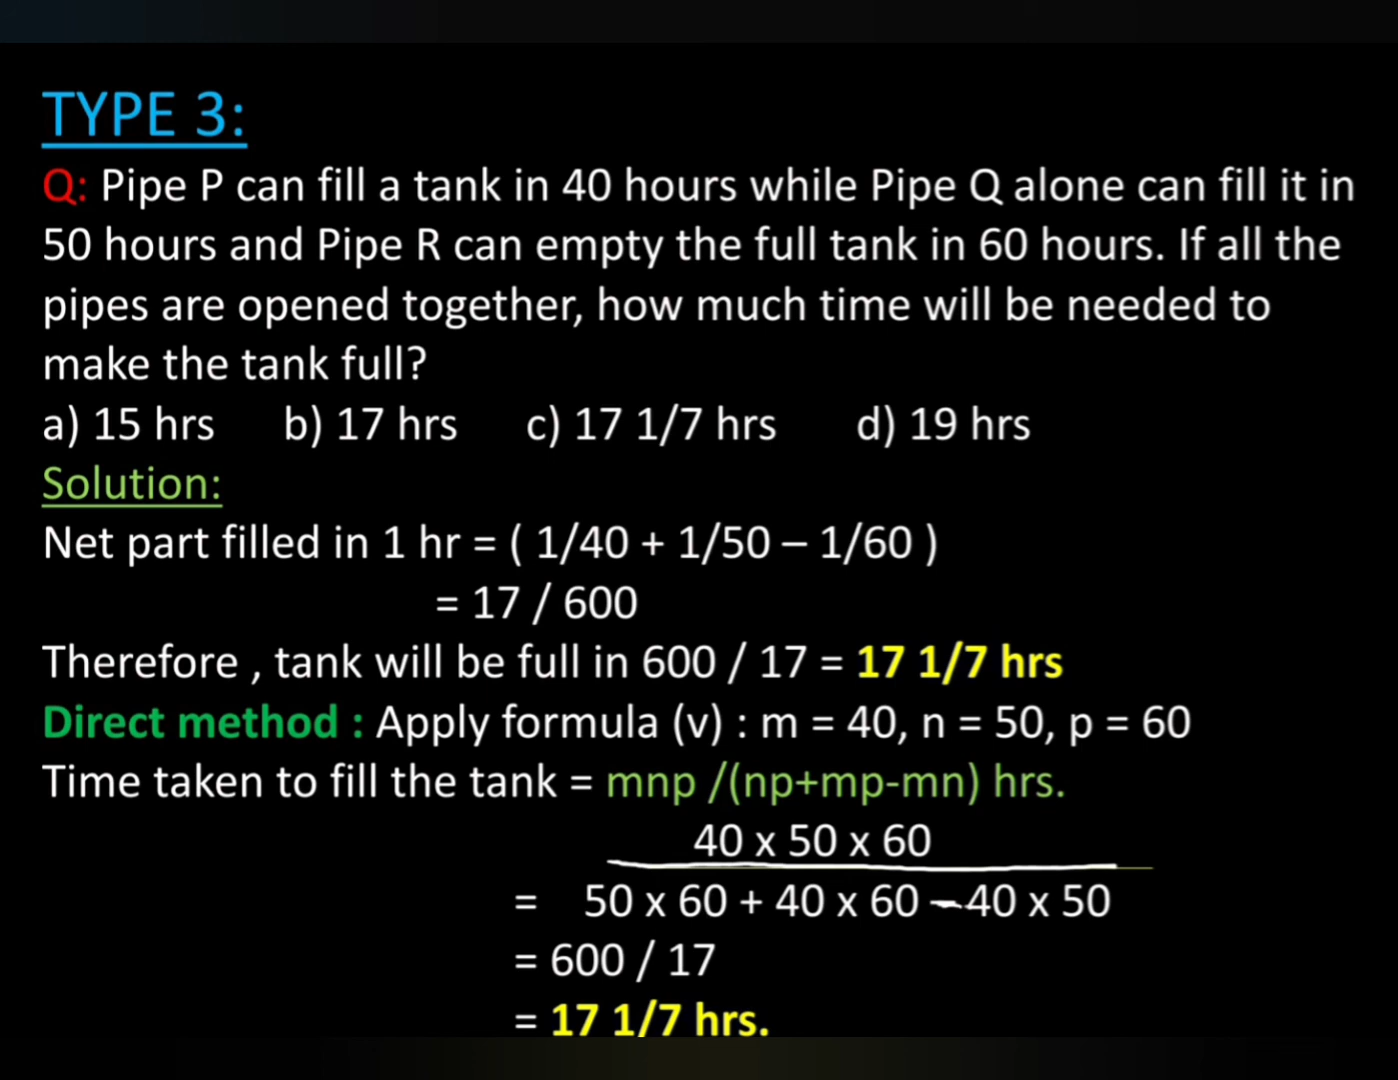 TYPE 3:
Q: Pipe P can fill a tank in 40 hours while Pipe Q alone can fill it in
50 hours and Pipe R can empty the full tank in 60 hours. If all the
pipes are opened together, how much time will be needed to
make the tank full?
a) 15 hrs b) 17 hrs c) 17 1/7 hrs d) 19 hrs
Solution:
Net part filled in 1 hr = ( 1/40 + 1/50 – 1/60 )
= 17 / 600
Therefore , tank will be full in 600 / 17 = 17 1/7 hrs
Direct method : Apply formula (v) : m = 40, n = 50, p = 60
Time taken to fill the tank = mnp /(np+mp-mn) hrs.
40 x 50 x 60
= 50 x 60 + 40 x 60 – 40 x 50
= 600 / 17
= 17 1/7 hrs.